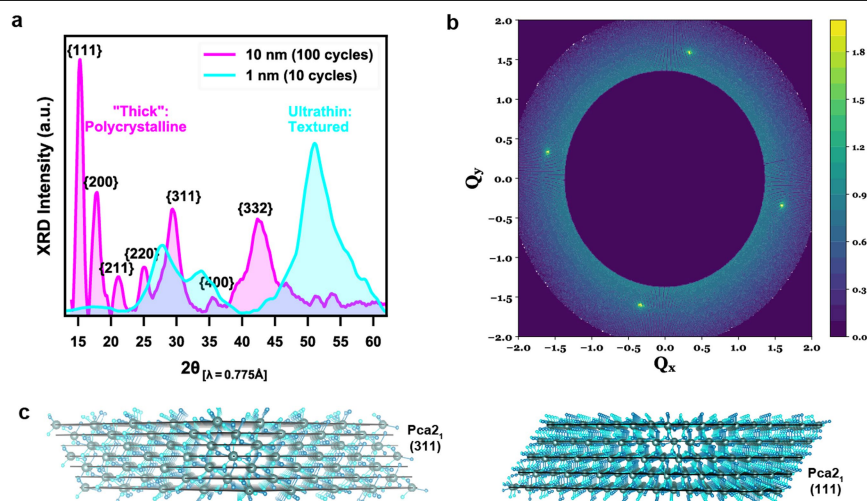 a
{111}
10 nm (100 cycles)
1 nm (10 cycles)
"Thick":
Polycrystalline
Ultrathin:
Textured
{200}
{311}
{332}
{220}
{211}
{400}
XRD Intensity (a.u.)
15 20 25 30 35 40 45 50 55 60
2θ [λ = 0.775Å]
b
2.0
1.5
1.0
0.5
0.0
−0.5
−1.0
−1.5
−2.0
Qy
−2.0 −1.5 −1.0 −0.5 0.0 0.5 1.0 1.5 2.0
Qx
1.8
1.5
1.2
0.9
0.6
0.3
0.0
c
Pca2₁
(311)
Pca2₁
(111)